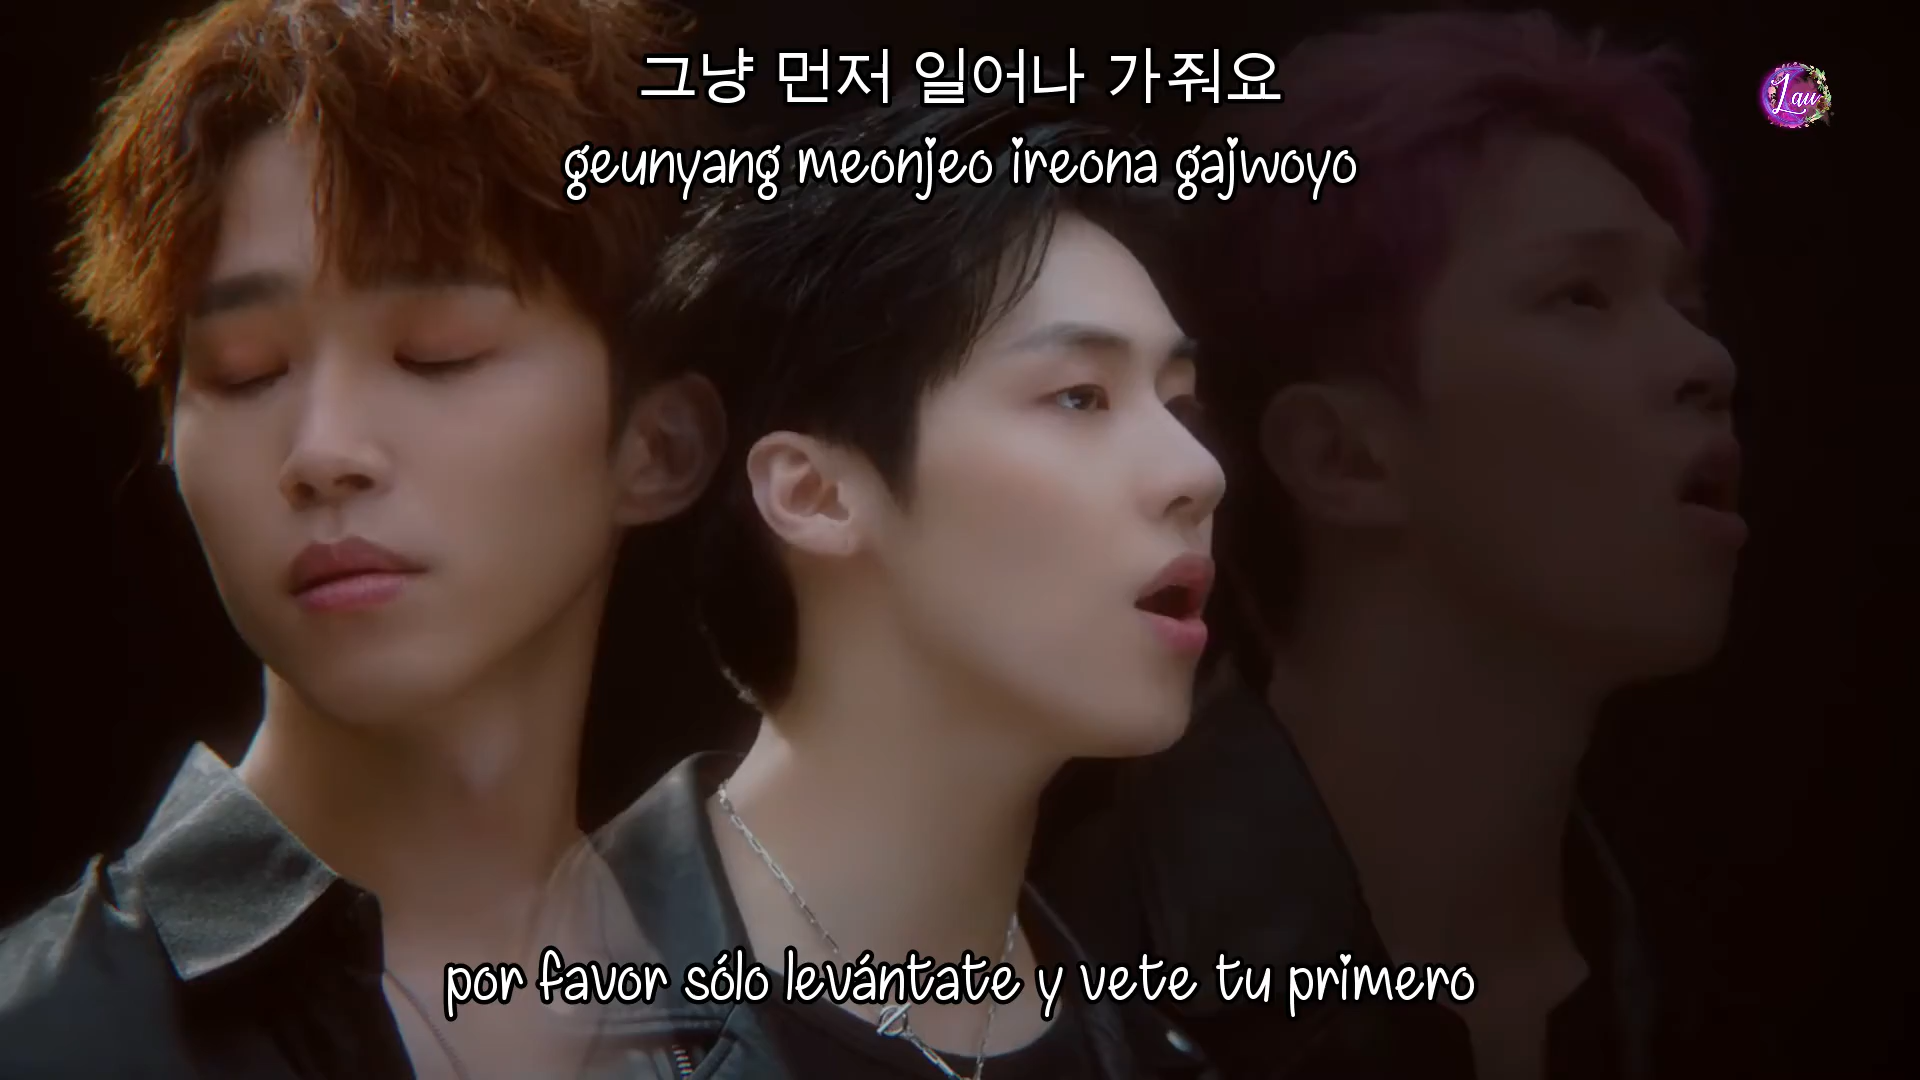 그냥 먼저 일어나 가줘요
Lau
geunyang meonjeo ireona gajwoyo
por favor sólo levántate y vete tu primero